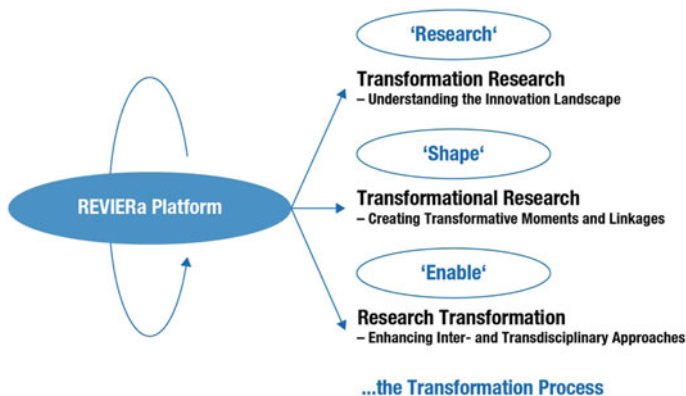 ‘Research‘
Transformation Research
– Understanding the Innovation Landscape
‘Shape‘
REVIERa Platform
Transformational Research
– Creating Transformative Moments and Linkages
‘Enable‘
Research Transformation
– Enhancing Inter- and Transdisciplinary Approaches
...the Transformation Process